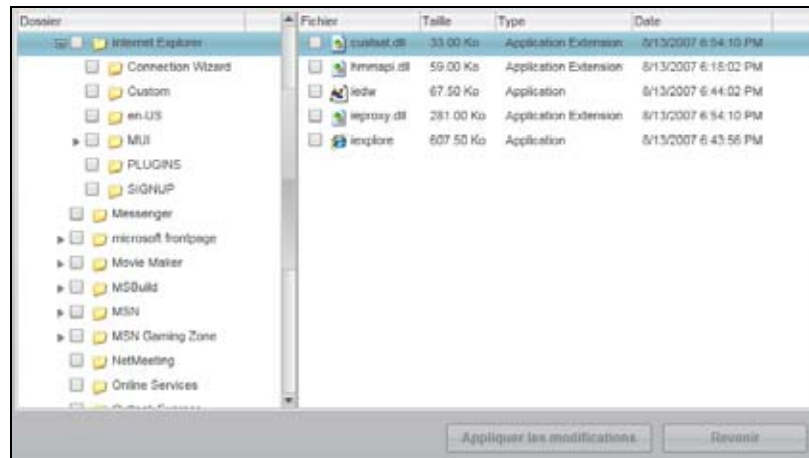 Dossier
Internet Explorer
Connection Wizard
Custom
en-US
MUI
PLUGINS
SIGNUP
Messenger
microsoft frontpage
Movie Maker
MSBuild
MSN
MSN Gaming Zone
NetMeeting
Online Services
Outlook Express
Fichier Taille Type Date
custsat.dll 33.00 Ko Application Extension 8/13/2007 6:54:10 PM
hmmapi.dll 59.00 Ko Application Extension 8/13/2007 6:18:02 PM
iedw 67.50 Ko Application 8/13/2007 6:44:02 PM
ieproxy.dll 281.00 Ko Application Extension 8/13/2007 6:54:10 PM
iexplore 607.50 Ko Application 8/13/2007 6:43:56 PM
Appliquer les modifications Revenir